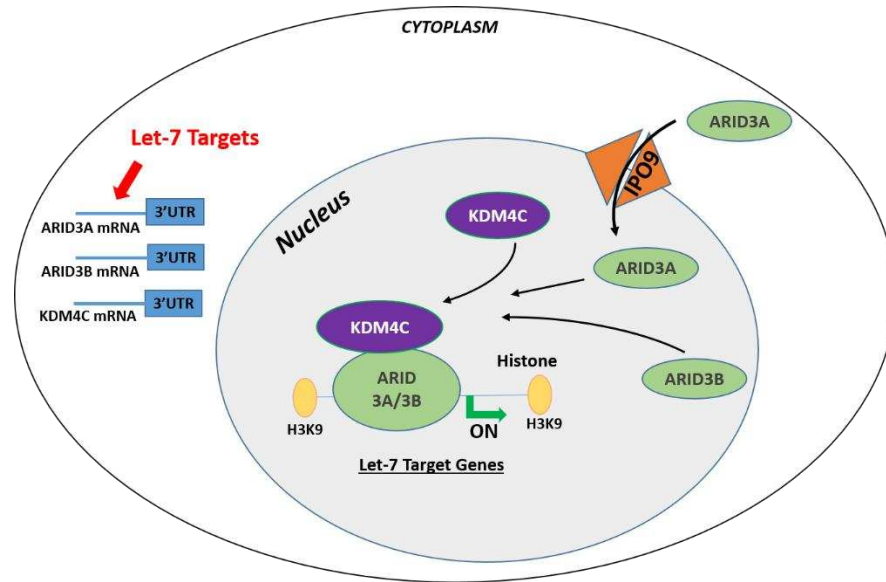 CYTOPLASM
Let-7 Targets
3'UTR
ARID3A mRNA
3'UTR
ARID3B mRNA
3'UTR
KDM4C mRNA
Nucleus
IPO9
ARID3A
KDM4C
ARID3A
ARID3B
KDM4C
ARID
3A/3B
Histone
H3K9
ON
H3K9
Let-7 Target Genes